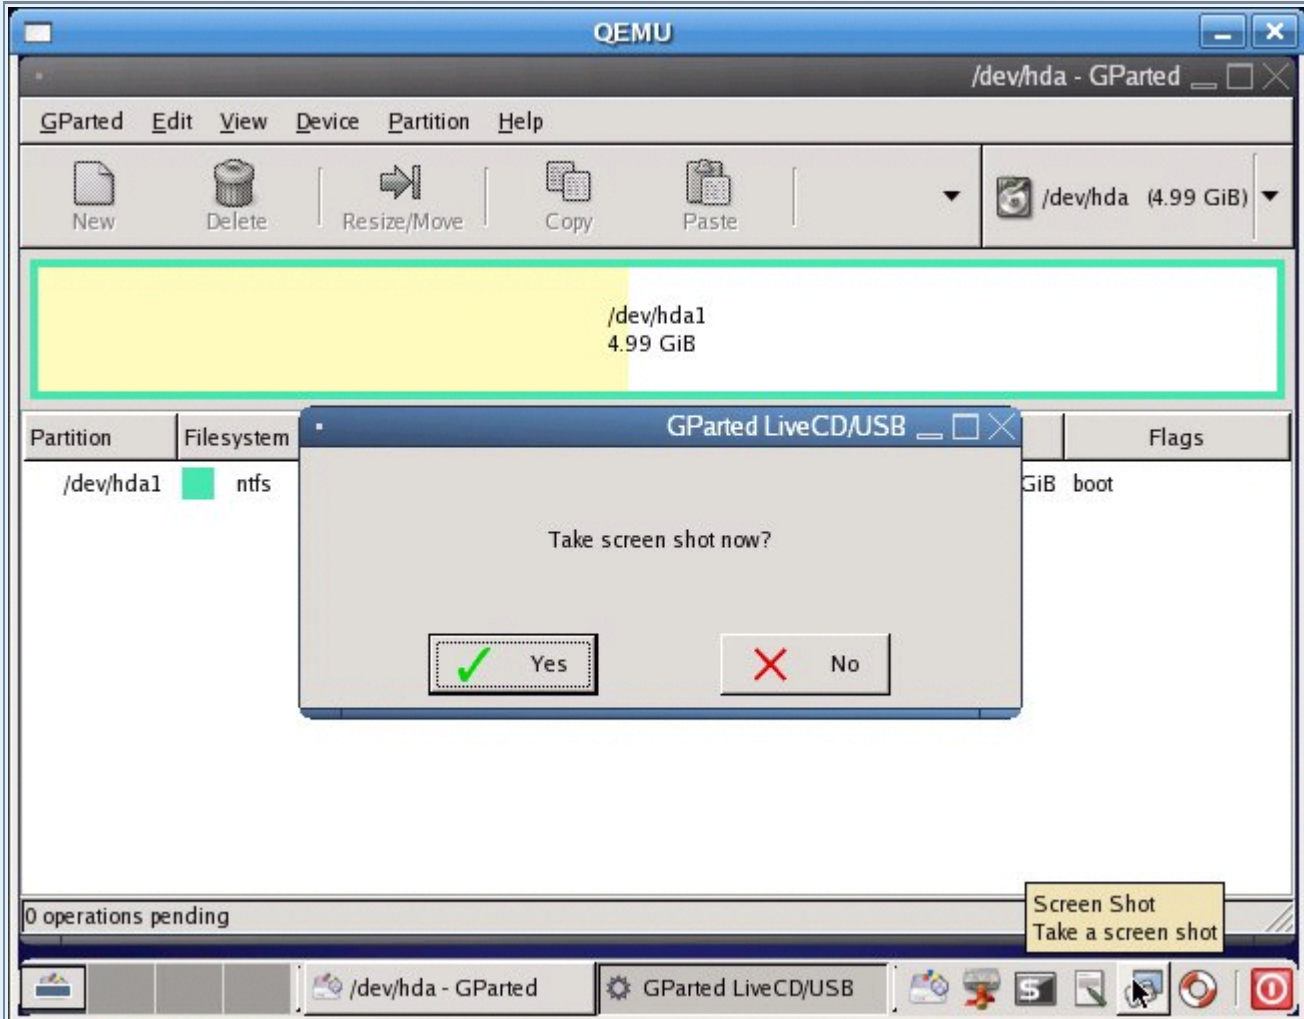 QEMU
/dev/hda - GParted
GParted Edit View Device Partition Help
New Delete Resize/Move Copy Paste /dev/hda (4.99 GiB)
/dev/hda1
4.99 GiB
Partition Filesystem Flags
/dev/hda1 ntfs GiB boot
GParted LiveCD/USB
Take screen shot now?
Yes No
0 operations pending
Screen Shot
Take a screen shot
/dev/hda - GParted GParted LiveCD/USB